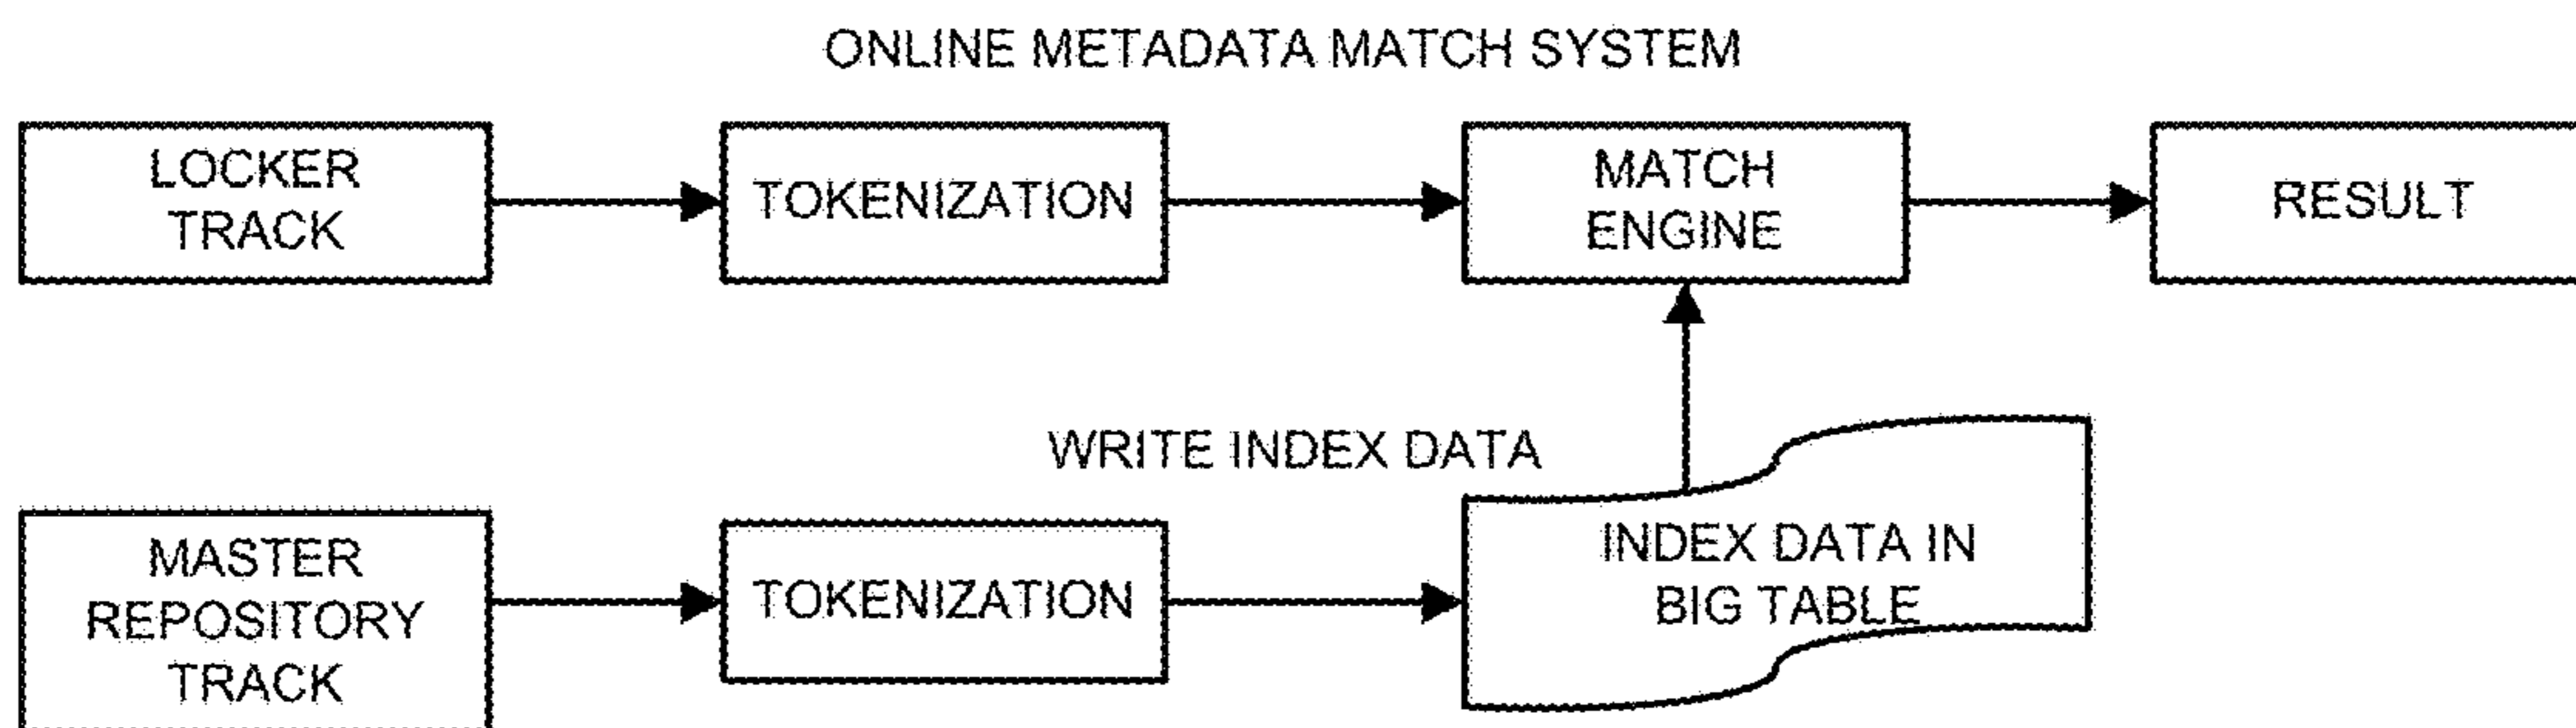 ONLINE METADATA MATCH SYSTEM
LOCKER
TRACK
TOKENIZATION
MATCH
ENGINE
RESULT
WRITE INDEX DATA
MASTER
REPOSITORY
TRACK
TOKENIZATION
INDEX DATA IN
BIG TABLE